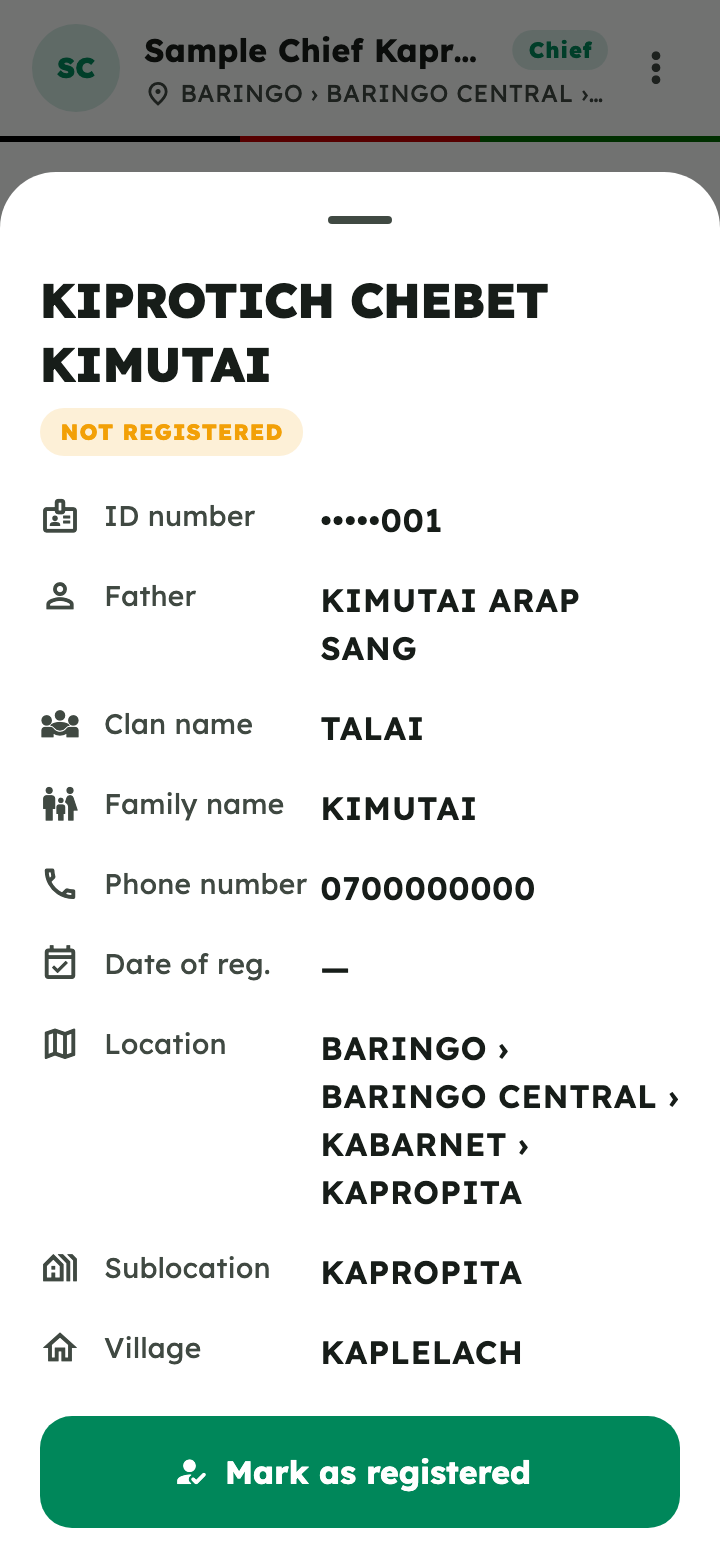 SC
Sample Chief Kapr...
Chief
BARINGO › BARINGO CENTRAL ›...
KIPROTICH CHEBET
KIMUTAI
NOT REGISTERED
ID number •••••001
Father KIMUTAI ARAP
SANG
Clan name TALAI
Family name KIMUTAI
Phone number 0700000000
Date of reg. —
Location BARINGO ›
BARINGO CENTRAL ›
KABARNET ›
KAPROPITA
Sublocation KAPROPITA
Village KAPLELACH
Mark as registered